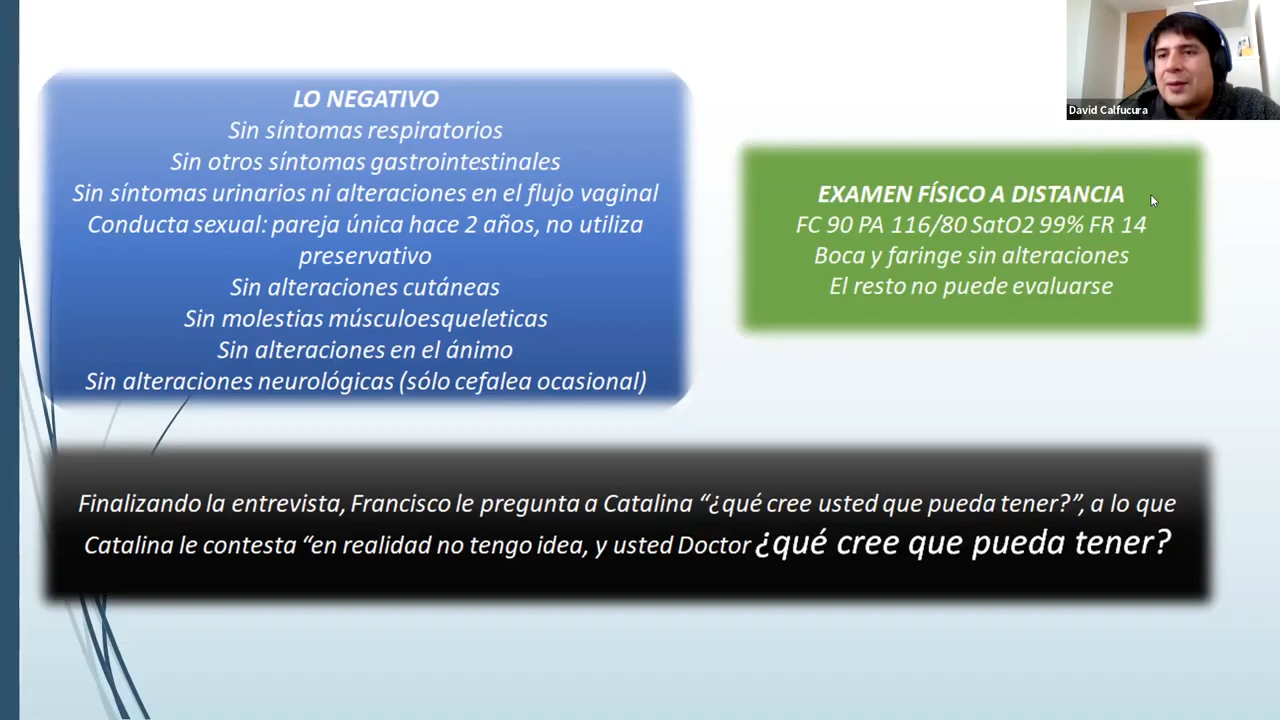 LO NEGATIVO
Sin síntomas respiratorios
Sin otros síntomas gastrointestinales
Sin síntomas urinarios ni alteraciones en el flujo vaginal
Conducta sexual: pareja única hace 2 años, no utiliza
preservativo
Sin alteraciones cutáneas
Sin molestias músculoesqueleticas
Sin alteraciones en el ánimo
Sin alteraciones neurológicas (sólo cefalea ocasional)
David Calfucura
EXAMEN FÍSICO A DISTANCIA
FC 90 PA 116/80 SatO2 99% FR 14
Boca y faringe sin alteraciones
El resto no puede evaluarse
Finalizando la entrevista, Francisco le pregunta a Catalina “¿qué cree usted que pueda tener?”, a lo que
Catalina le contesta “en realidad no tengo idea, y usted Doctor ¿qué cree que pueda tener?